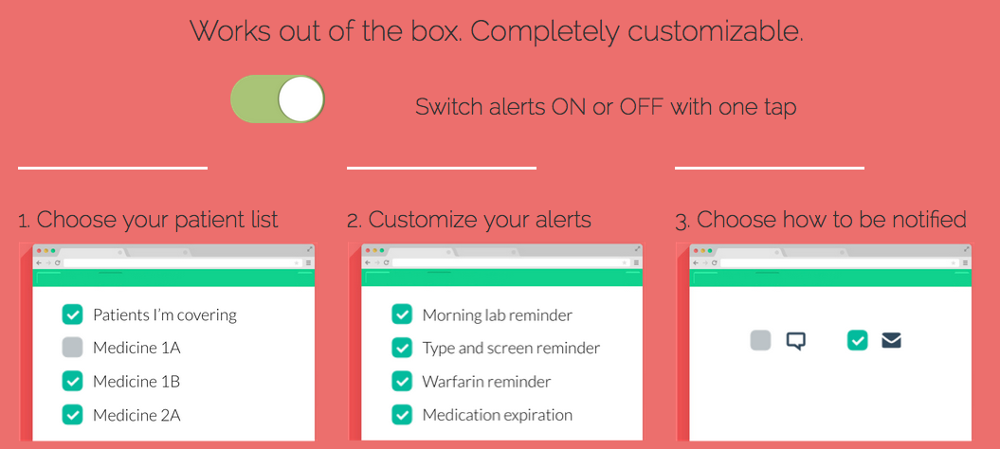 Works out of the box. Completely customizable.
Switch alerts ON or OFF with one tap
1. Choose your patient list
2. Customize your alerts
3. Choose how to be notified
Patients I'm covering
Medicine 1A
Medicine 1B
Medicine 2A
Morning lab reminder
Type and screen reminder
Warfarin reminder
Medication expiration